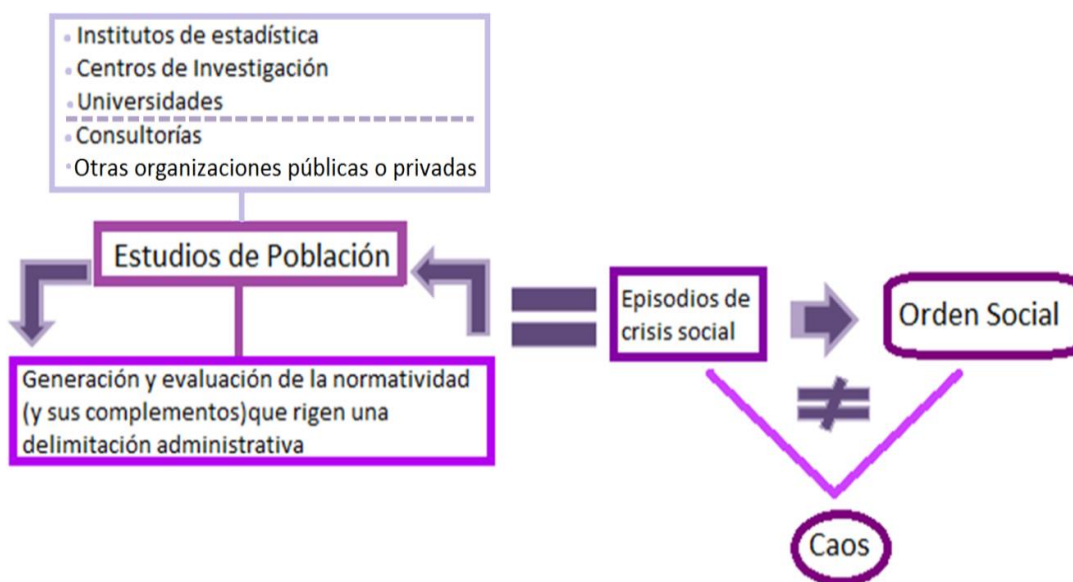 Institutos de estadística
Centros de Investigación
Universidades
Consultorías
Otras organizaciones públicas o privadas
Estudios de Población
Generación y evaluación de la normatividad
(y sus complementos)que rigen una
delimitación administrativa
Episodios de
crisis social
Orden Social
Caos